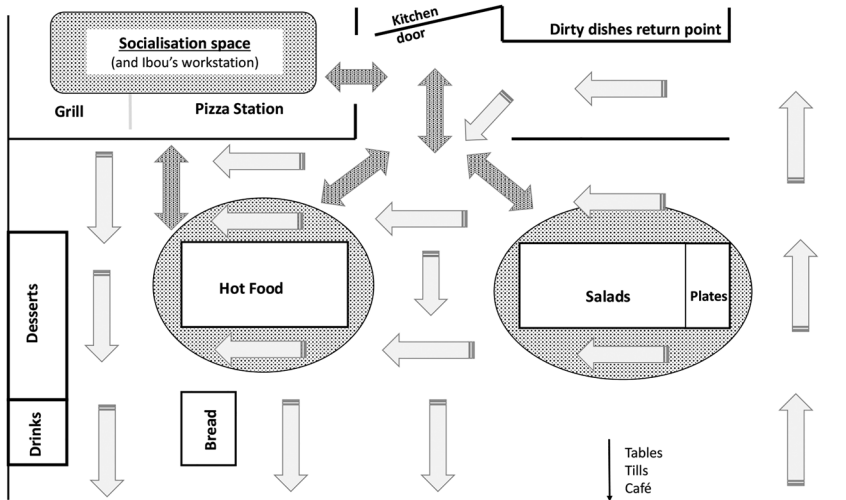 Kitchen
door
Dirty dishes return point
Socialisation space
(and Ibou's workstation)
Grill
Pizza Station
Hot Food
Salads
Plates
Desserts
Drinks
Bread
Tables
Tills
Café